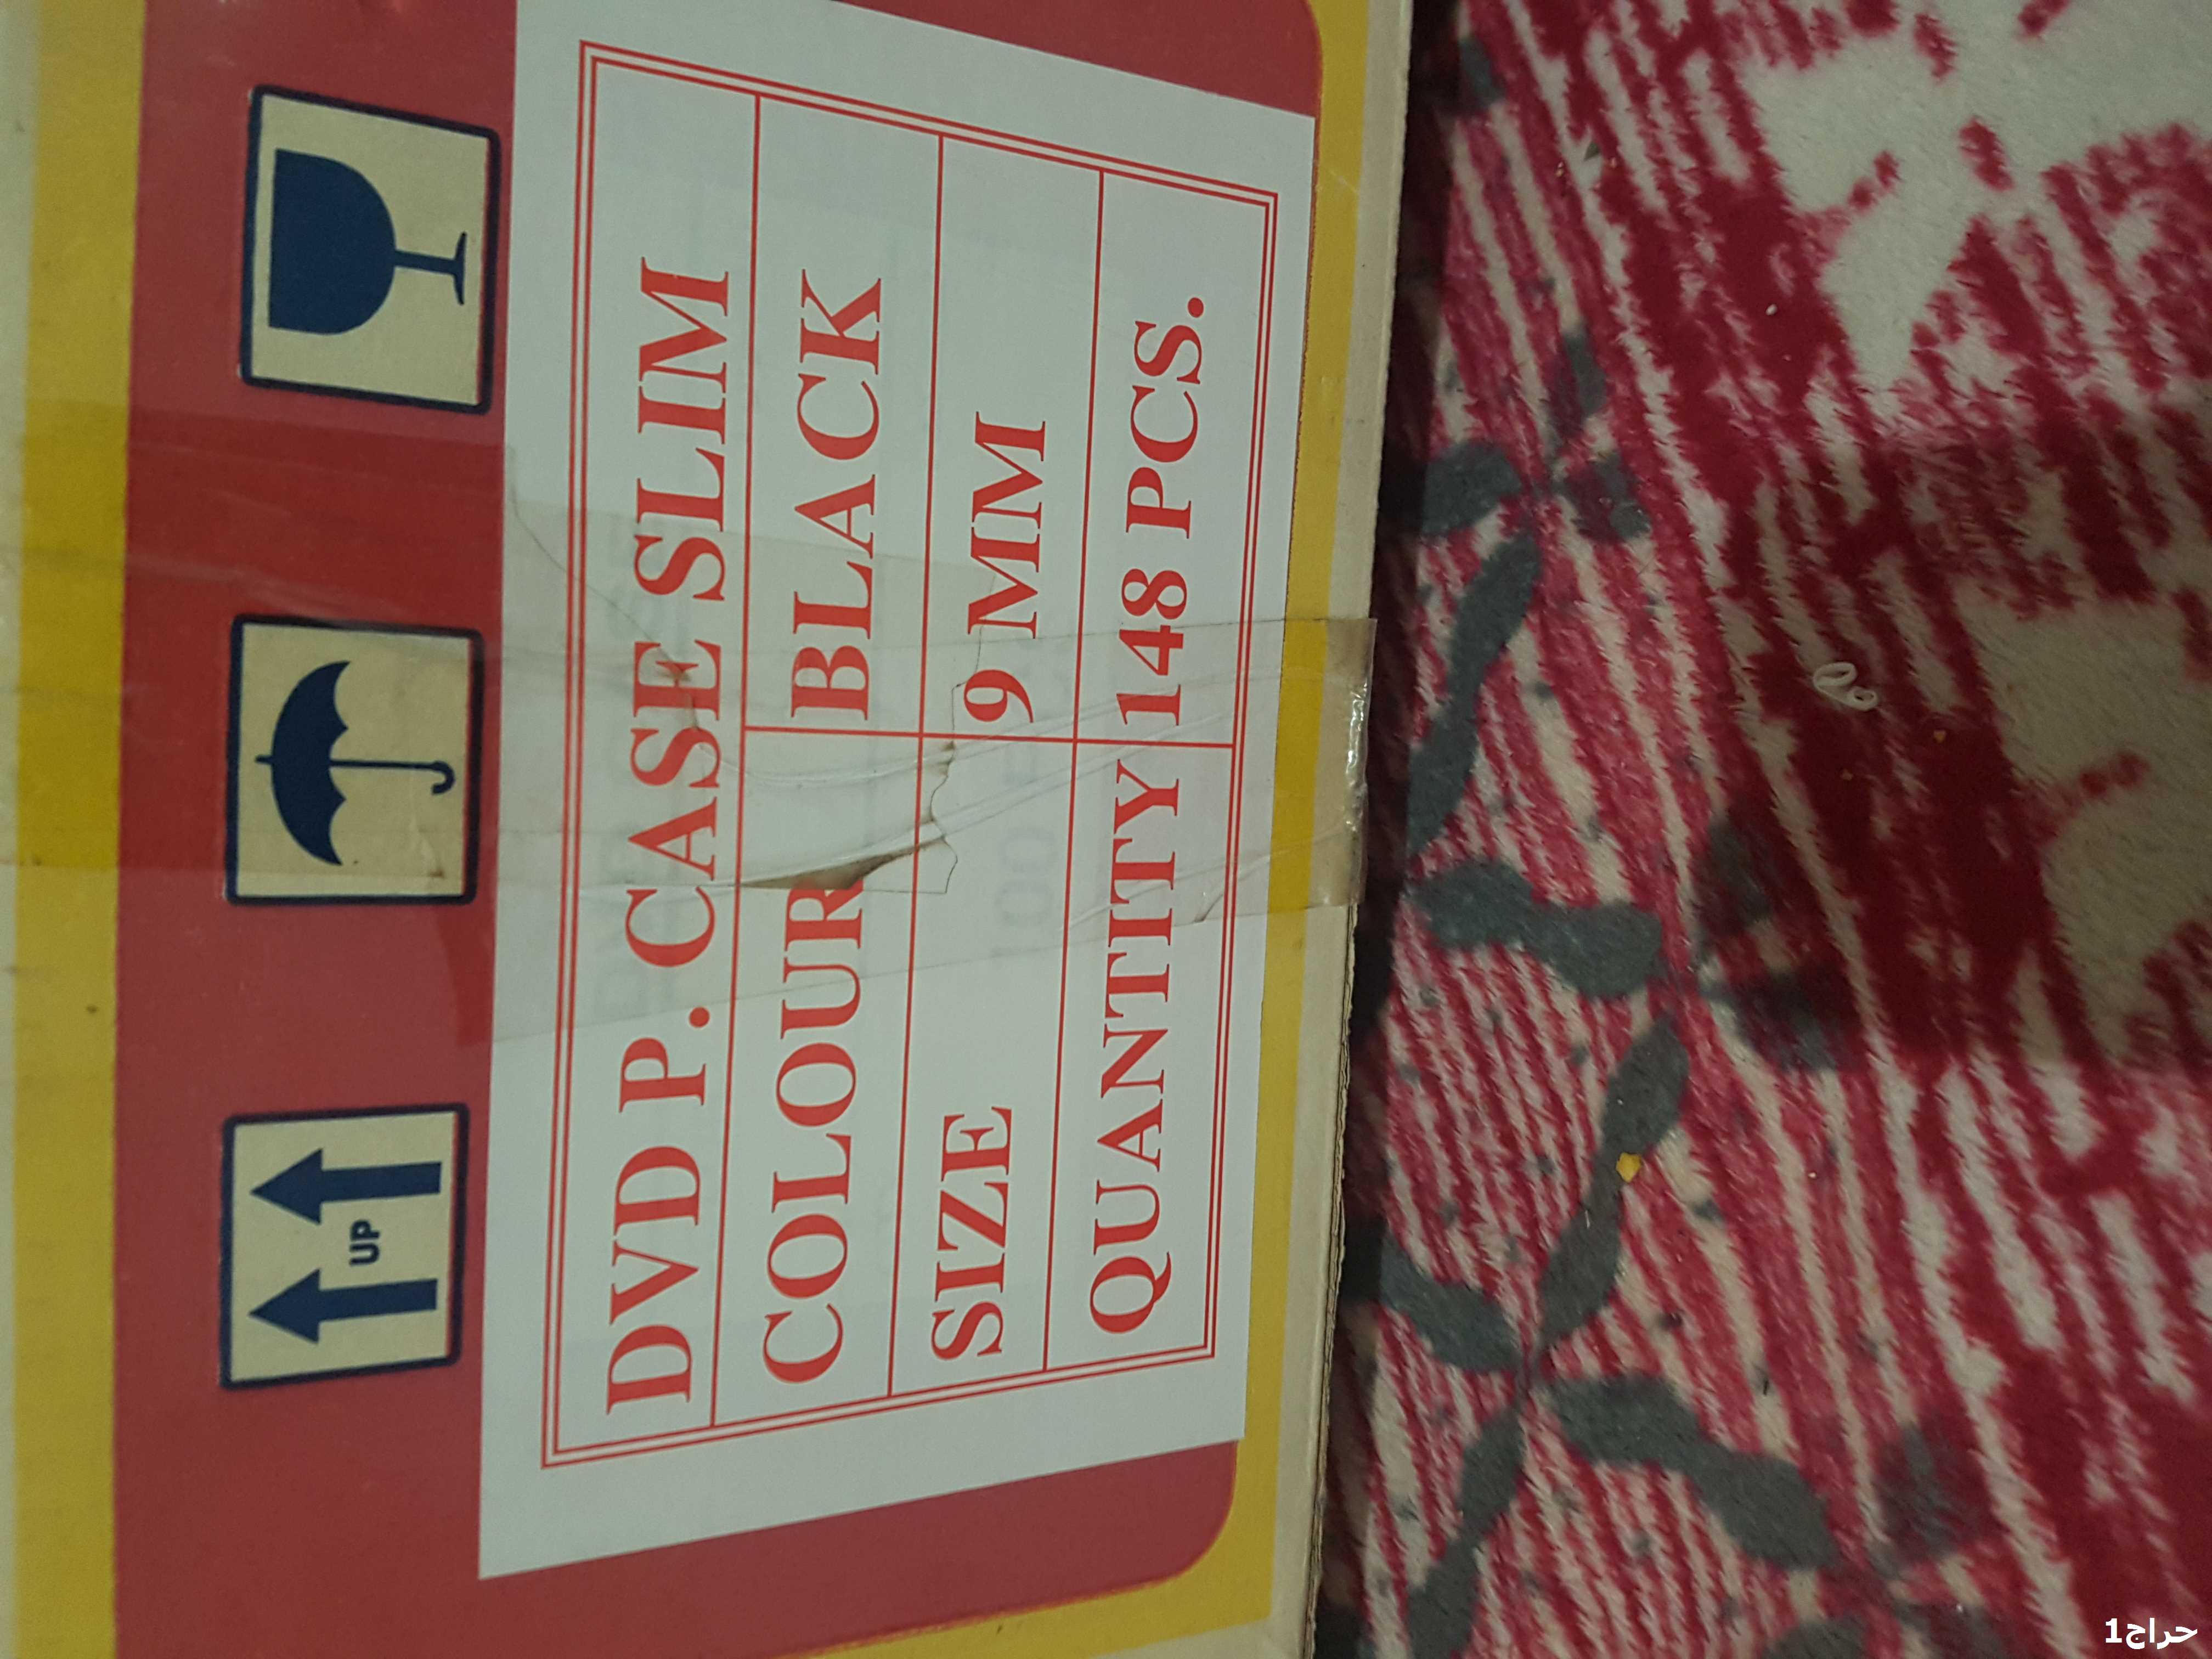 UP
DVD P. CASE SLIM
COLOUR BLACK
SIZE 9 MM
QUANTITY 148 PCS.
حراج1